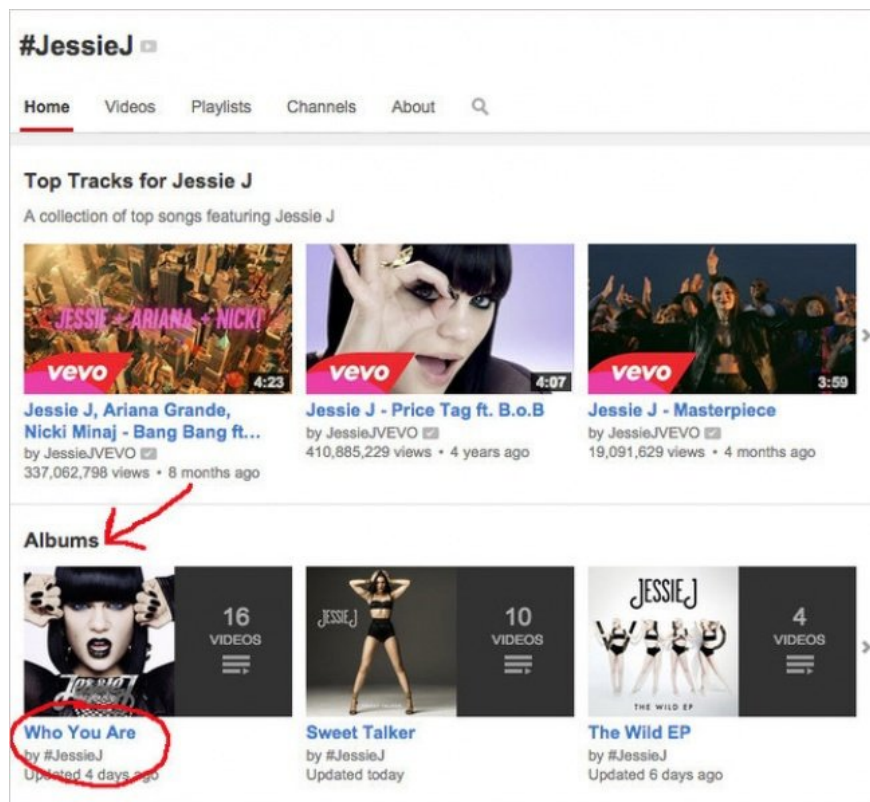 #JessieJ
Home Videos Playlists Channels About
Top Tracks for Jessie J
A collection of top songs featuring Jessie J
JESSIE + ARIANA + NICKI
vevo
4:23
vevo
4:07
vevo
3:59
Jessie J, Ariana Grande,
Nicki Minaj - Bang Bang ft...
by JessieJVEVO
337,062,798 views • 8 months ago
Jessie J - Price Tag ft. B.o.B
by JessieJVEVO
410,885,229 views • 4 years ago
Jessie J - Masterpiece
by JessieJVEVO
19,091,629 views • 4 months ago
Albums
Jessie J
16
VIDEOS
JESSIE J
10
VIDEOS
JESSIE J
THE WILD EP
4
VIDEOS
Who You Are
by #JessieJ
Updated 4 days ago
Sweet Talker
by #JessieJ
Updated today
The Wild EP
by #JessieJ
Updated 6 days ago